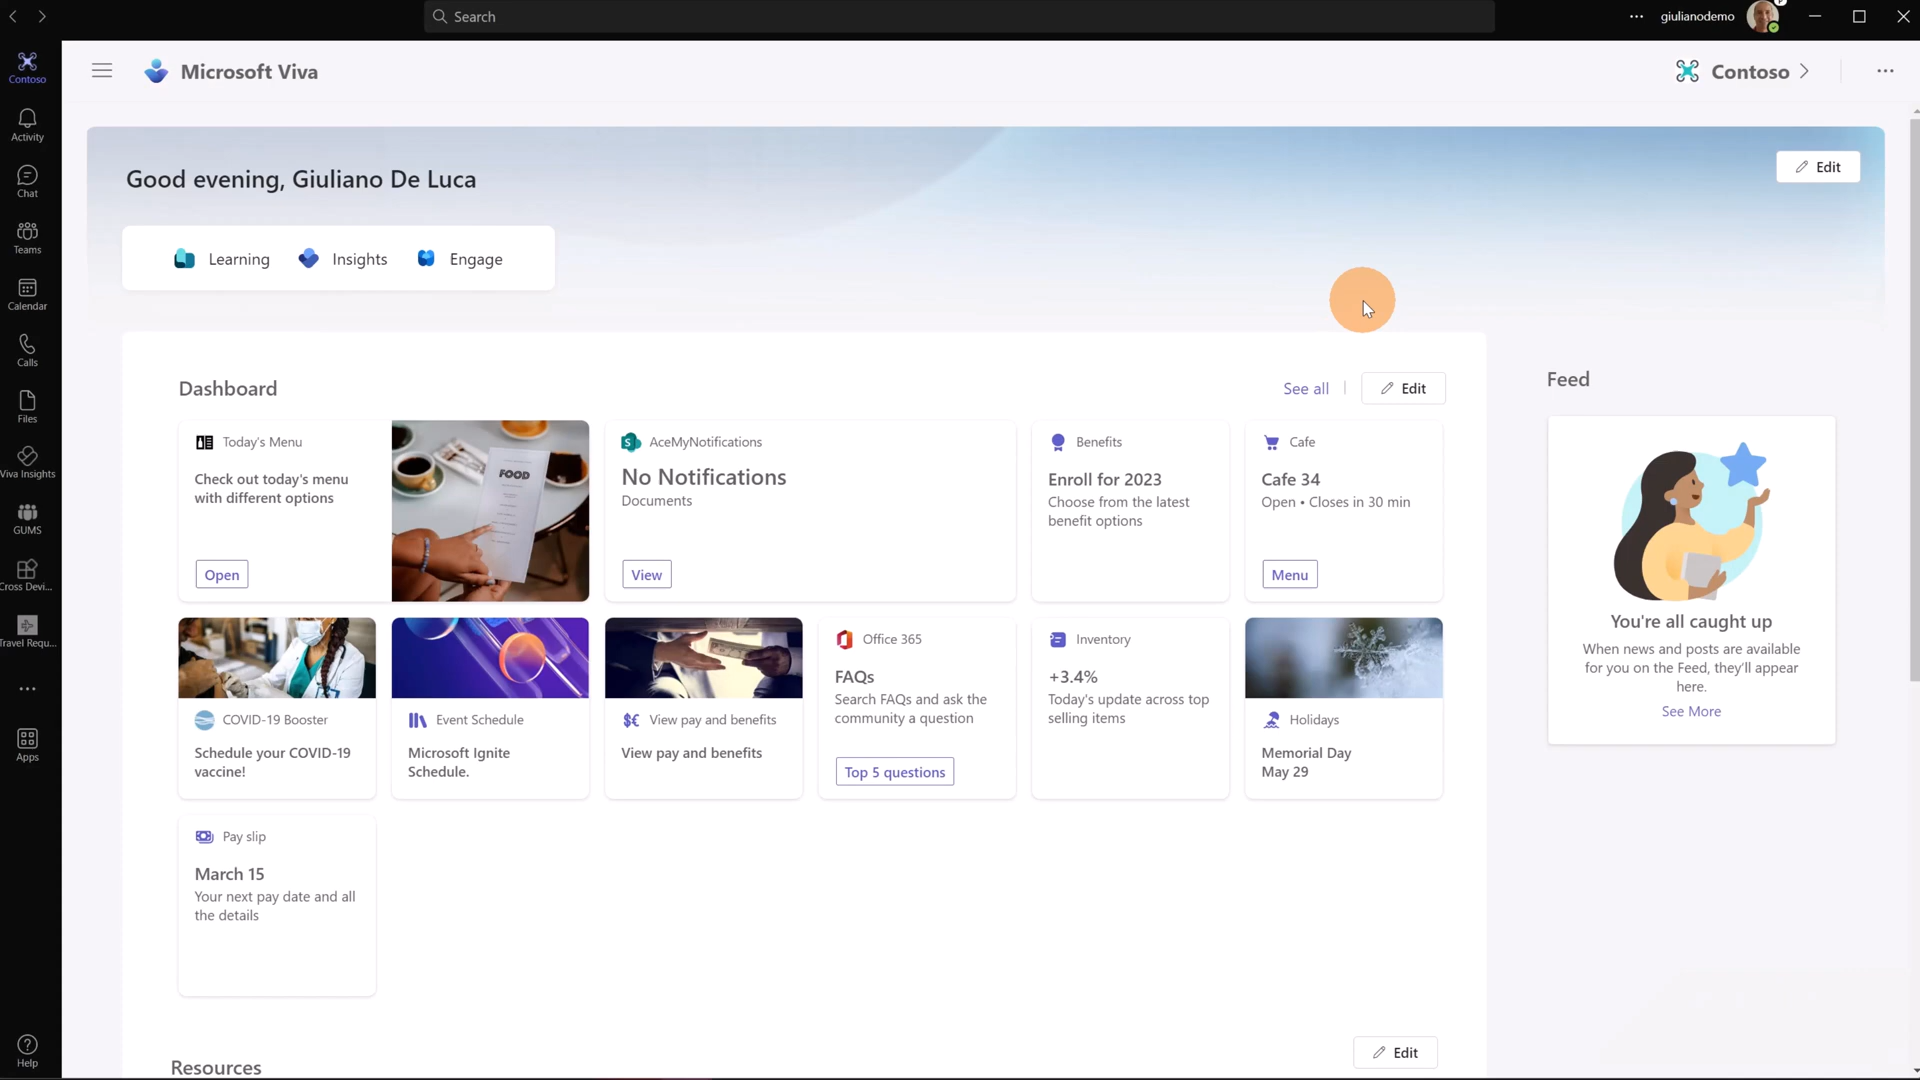 Search
giulianodemo
Contoso
Activity
Chat
Teams
Calendar
Calls
Files
Viva Insights
GUMS
Cross Devi...
Travel Requ...
Apps
Help
Microsoft Viva
Contoso
Good evening, Giuliano De Luca
Edit
Learning
Insights
Engage
Dashboard
See all
Edit
Today's Menu
Check out today's menu
with different options
Open
FOOD
AceMyNotifications
No Notifications
Documents
View
Benefits
Enroll for 2023
Choose from the latest
benefit options
Cafe
Cafe 34
Open • Closes in 30 min
Menu
COVID-19 Booster
Schedule your COVID-19
vaccine!
Event Schedule
Microsoft Ignite
Schedule.
View pay and benefits
View pay and benefits
Office 365
FAQs
Search FAQs and ask the
community a question
Top 5 questions
Inventory
+3.4%
Today's update across top
selling items
Holidays
Memorial Day
May 29
Pay slip
March 15
Your next pay date and all
the details
Resources
Edit
Feed
You're all caught up
When news and posts are available
for you on the Feed, they'll appear
here.
See More